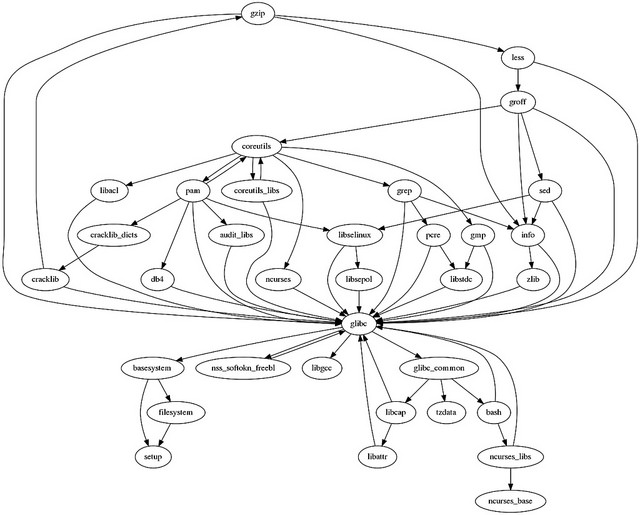 gzip
less
groff
coreutils
libacl
pam
coreutils_libs
grep
sed
cracklib_dicts
audit_libs
libselinux
pcre
gmp
info
cracklib
db4
ncurses
libsepol
libstdc
zlib
glibc
basesystem
nss_softokn_freebl
libgcc
glibc_common
filesystem
libcap
tzdata
bash
setup
libattr
ncurses_libs
ncurses_base